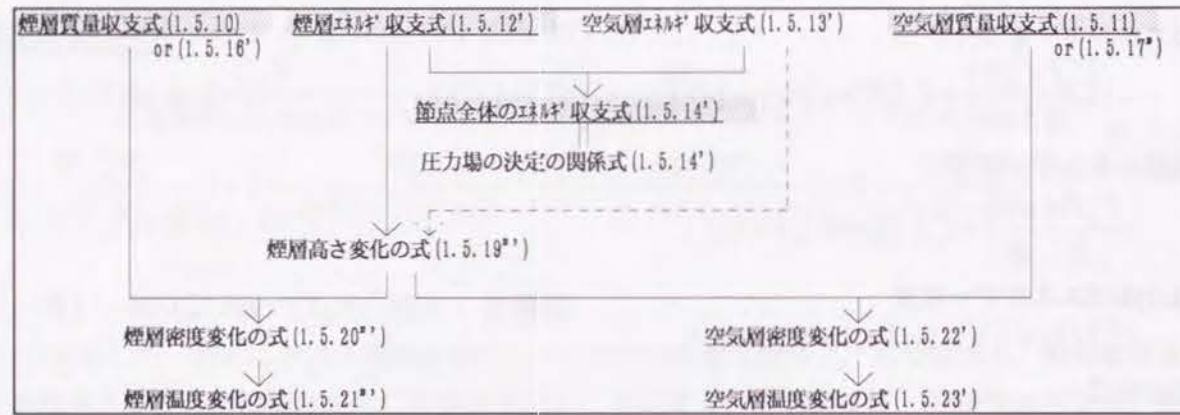 煙層質量収支式(1.5.10) 煙層ｴﾈﾙｷﾞ収支式(1.5.12') 空気層ｴﾈﾙｷﾞ収支式(1.5.13') 空気層質量収支式(1.5.11)
or(1.5.16') or(1.5.17")
節点全体のｴﾈﾙｷﾞ収支式(1.5.14')
圧力場の決定の関係式(1.5.14')
煙層高さ変化の式(1.5.19"')
煙層密度変化の式(1.5.20"') 空気層密度変化の式(1.5.22')
煙層温度変化の式(1.5.21"') 空気層温度変化の式(1.5.23')